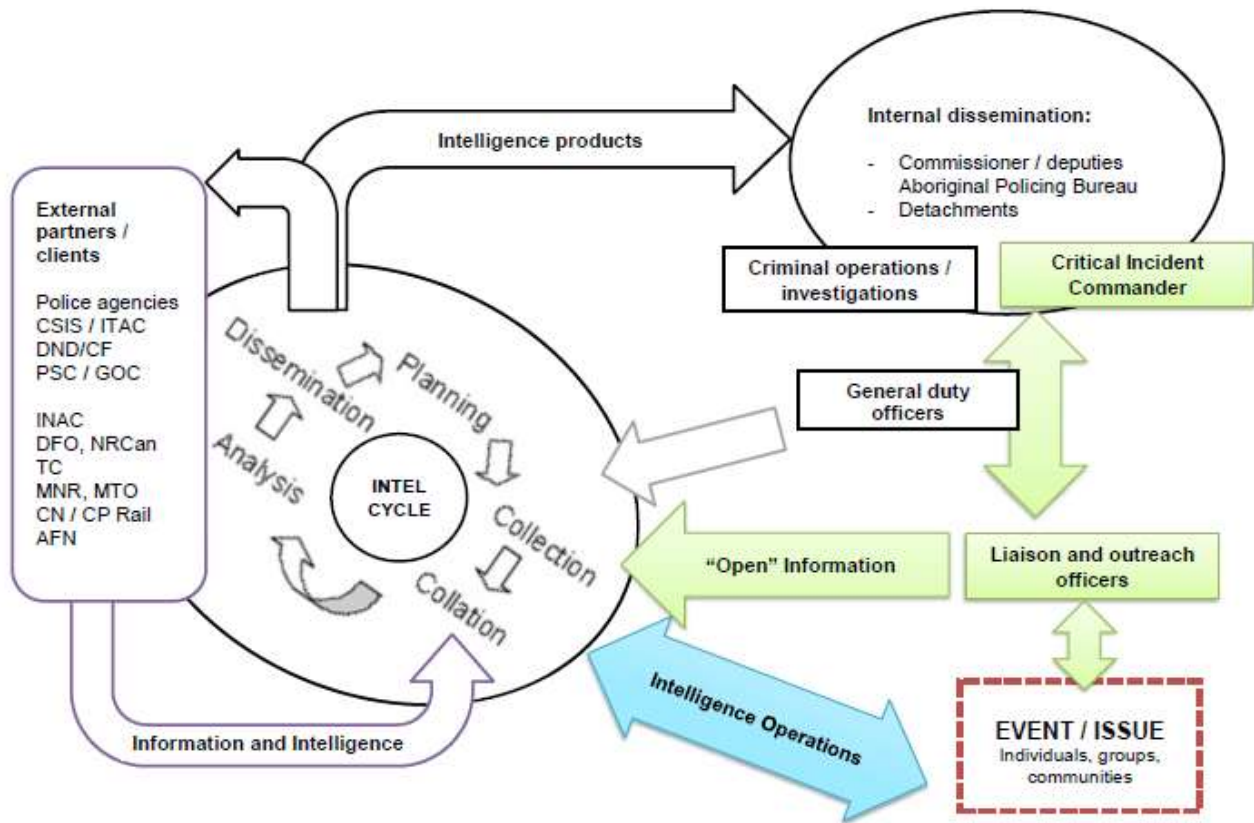 Intelligence products
Internal dissemination:
- Commissioner / deputies
Aboriginal Policing Bureau
- Detachments
Criminal operations /
investigations
Critical Incident
Commander
External
partners /
clients
Police agencies
CSIS / ITAC
DND/CF
PSC / GOC
INAC
DFO, NRCan
TC
MNR, MTO
CN / CP Rail
AFN
Dissemination
Planning
Analysis
INTEL
CYCLE
Collection
Collation
General duty
officers
"Open" Information
Liaison and outreach
officers
Intelligence Operations
EVENT / ISSUE
Individuals, groups,
communities
Information and Intelligence